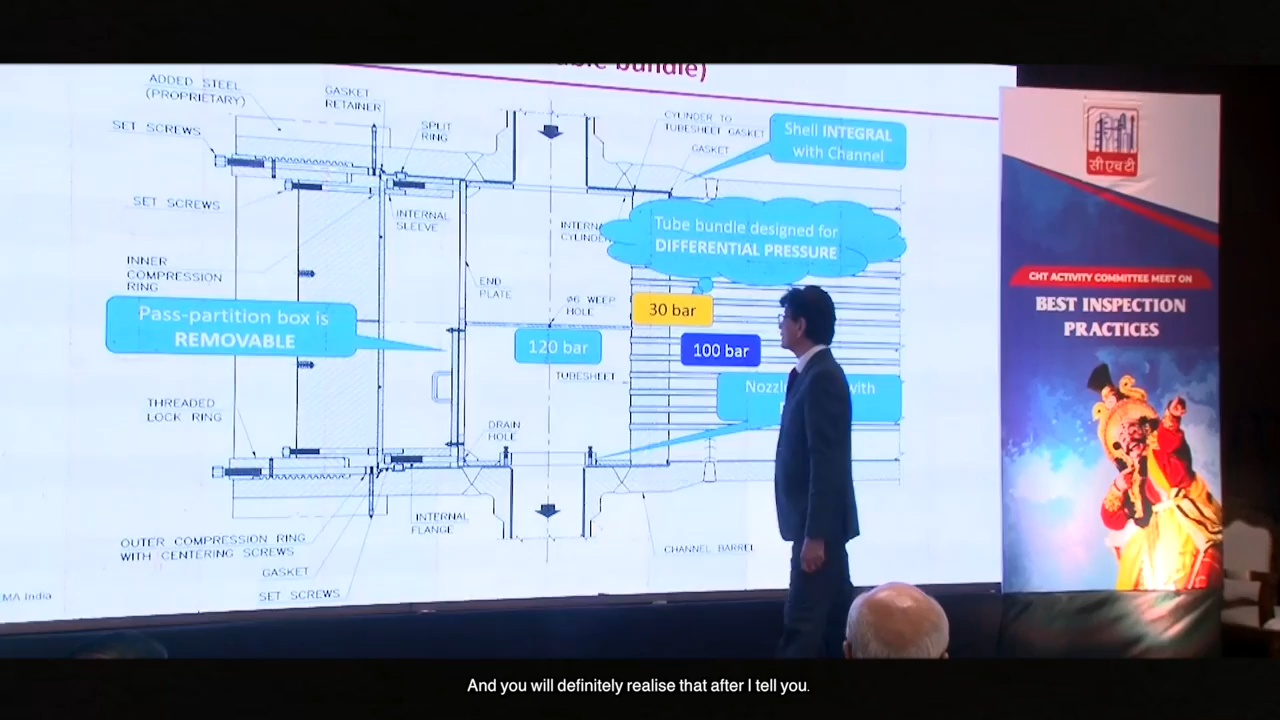 able bundle)
ADDED STEEL
(PROPRIETARY)
GASKET
RETAINER
SET SCREWS
SPLIT
RING
CYLINDER TO
TUBESHEET GASKET
GASKET
Shell INTEGRAL
with Channel
SET SCREWS
INTERNAL
SLEEVE
INTERNAL
CYLINDER
Tube bundle designed for
DIFFERENTIAL PRESSURE
INNER
COMPRESSION
RING
END
PLATE
Ø6 WEEP
HOLE
30 bar
Pass-partition box is
REMOVABLE
120 bar
100 bar
TUBESHEET
with
THREADED
LOCK RING
DRAIN
HOLE
INTERNAL
FLANGE
OUTER COMPRESSION RING
WITH CENTERING SCREWS
CHANNEL BARREL
GASKET
SET SCREWS
MA India
सीएचटी
CHT ACTIVITY COMMITTEE MEET ON
BEST INSPECTION
PRACTICES
And you will definitely realise that after I tell you.